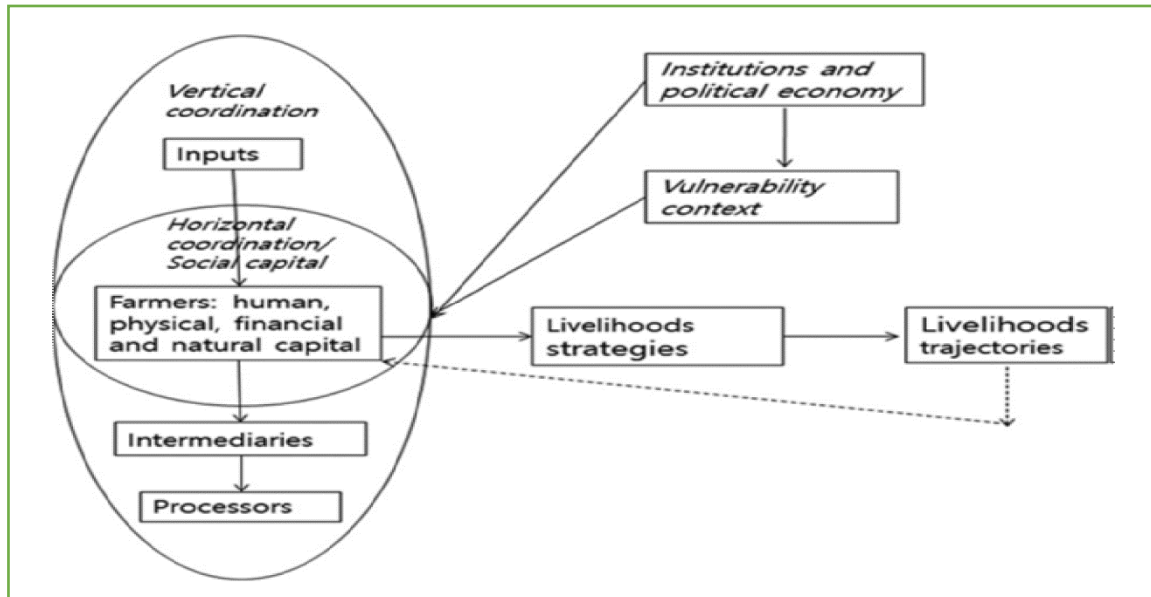 Vertical
coordination
Inputs
Horizontal
coordination/
Social capital
Farmers: human,
physical, financial
and natural capital
Intermediaries
Processors
Institutions and
political economy
Vulnerability
context
Livelihoods
strategies
Livelihoods
trajectories